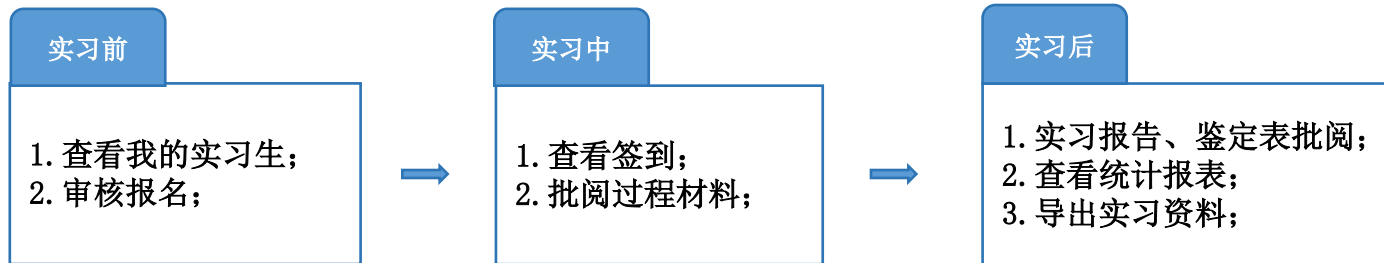 实习前
1.查看我的实习生；
2.审核报名；
实习中
1.查看签到；
2.批阅过程材料；
实习后
1.实习报告、鉴定表批阅；
2.查看统计报表；
3.导出实习资料；